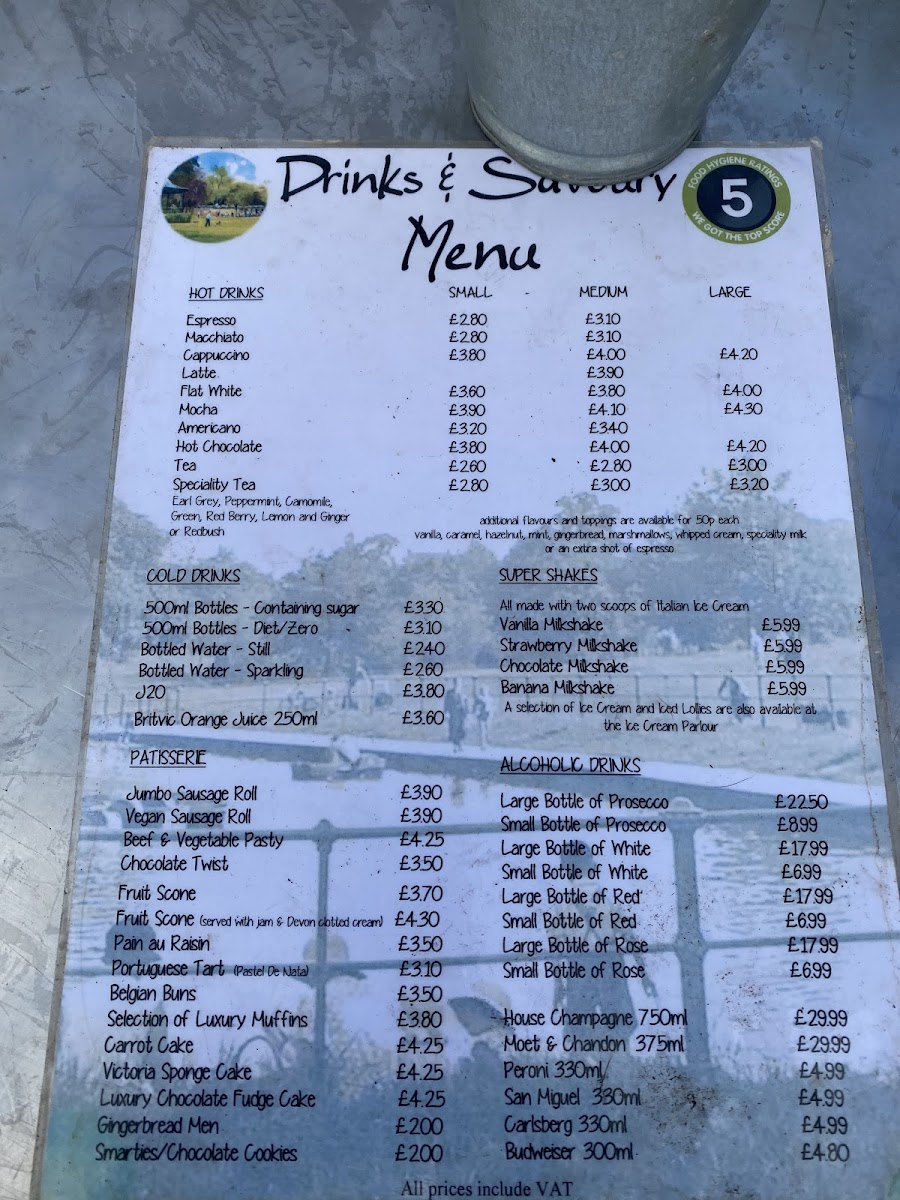 Drinks & Savoury
Menu
FOOD HYGIENE RATINGS
5
WE GOT THE TOP SCORE
HOT DRINKS SMALL MEDIUM LARGE
Espresso £2.80 £3.10
Macchiato £2.80 £3.10
Cappuccino £3.80 £4.00 £4.20
Latte £3.90
Flat White £3.60 £3.80 £4.00
Mocha £3.90 £4.10 £4.30
Americano £3.20 £3.40
Hot Chocolate £3.80 £4.00 £4.20
Tea £2.60 £2.80 £3.00
Speciality Tea £2.80 £3.00 £3.20
Earl Grey, Peppermint, Camomile,
Green, Red Berry, Lemon and Ginger
or Redbush
additional flavours and toppings are available for 50p each
vanilla, caramel, hazelnut, mint, gingerbread, marshmallows, whipped cream, speciality milk
or an extra shot of espresso
COLD DRINKS
500ml Bottles - Containing sugar £3.30
500ml Bottles - Diet/Zero £3.10
Bottled Water - Still £2.40
Bottled Water - Sparkling £2.60
J20 £3.80
Britvic Orange Juice 250ml £3.60
SUPER SHAKES
All made with two scoops of Italian Ice Cream
Vanilla Milkshake £5.99
Strawberry Milkshake £5.99
Chocolate Milkshake £5.99
Banana Milkshake £5.99
A selection of Ice Cream and Iced Lollies are also available at
the Ice Cream Parlour
PATISSERIE
Jumbo Sausage Roll £3.90
Vegan Sausage Roll £3.90
Beef & Vegetable Pasty £4.25
Chocolate Twist £3.50
Fruit Scone £3.70
Fruit Scone (served with jam & Devon clotted cream) £4.30
Pain au Raisin £3.50
Portuguese Tart (Pastel De Nata) £3.10
Belgian Buns £3.50
Selection of Luxury Muffins £3.80
Carrot Cake £4.25
Victoria Sponge Cake £4.25
Luxury Chocolate Fudge Cake £4.25
Gingerbread Men £2.00
Smarties/Chocolate Cookies £2.00
ALCOHOLIC DRINKS
Large Bottle of Prosecco £22.50
Small Bottle of Prosecco £8.99
Large Bottle of White £17.99
Small Bottle of White £6.99
Large Bottle of Red £17.99
Small Bottle of Red £6.99
Large Bottle of Rose £17.99
Small Bottle of Rose £6.99
House Champagne 750ml £29.99
Moet & Chandon 375ml £29.99
Peroni 330ml £4.99
San Miguel 330ml £4.99
Carlsberg 330ml £4.99
Budweiser 300ml £4.80
All prices include VAT